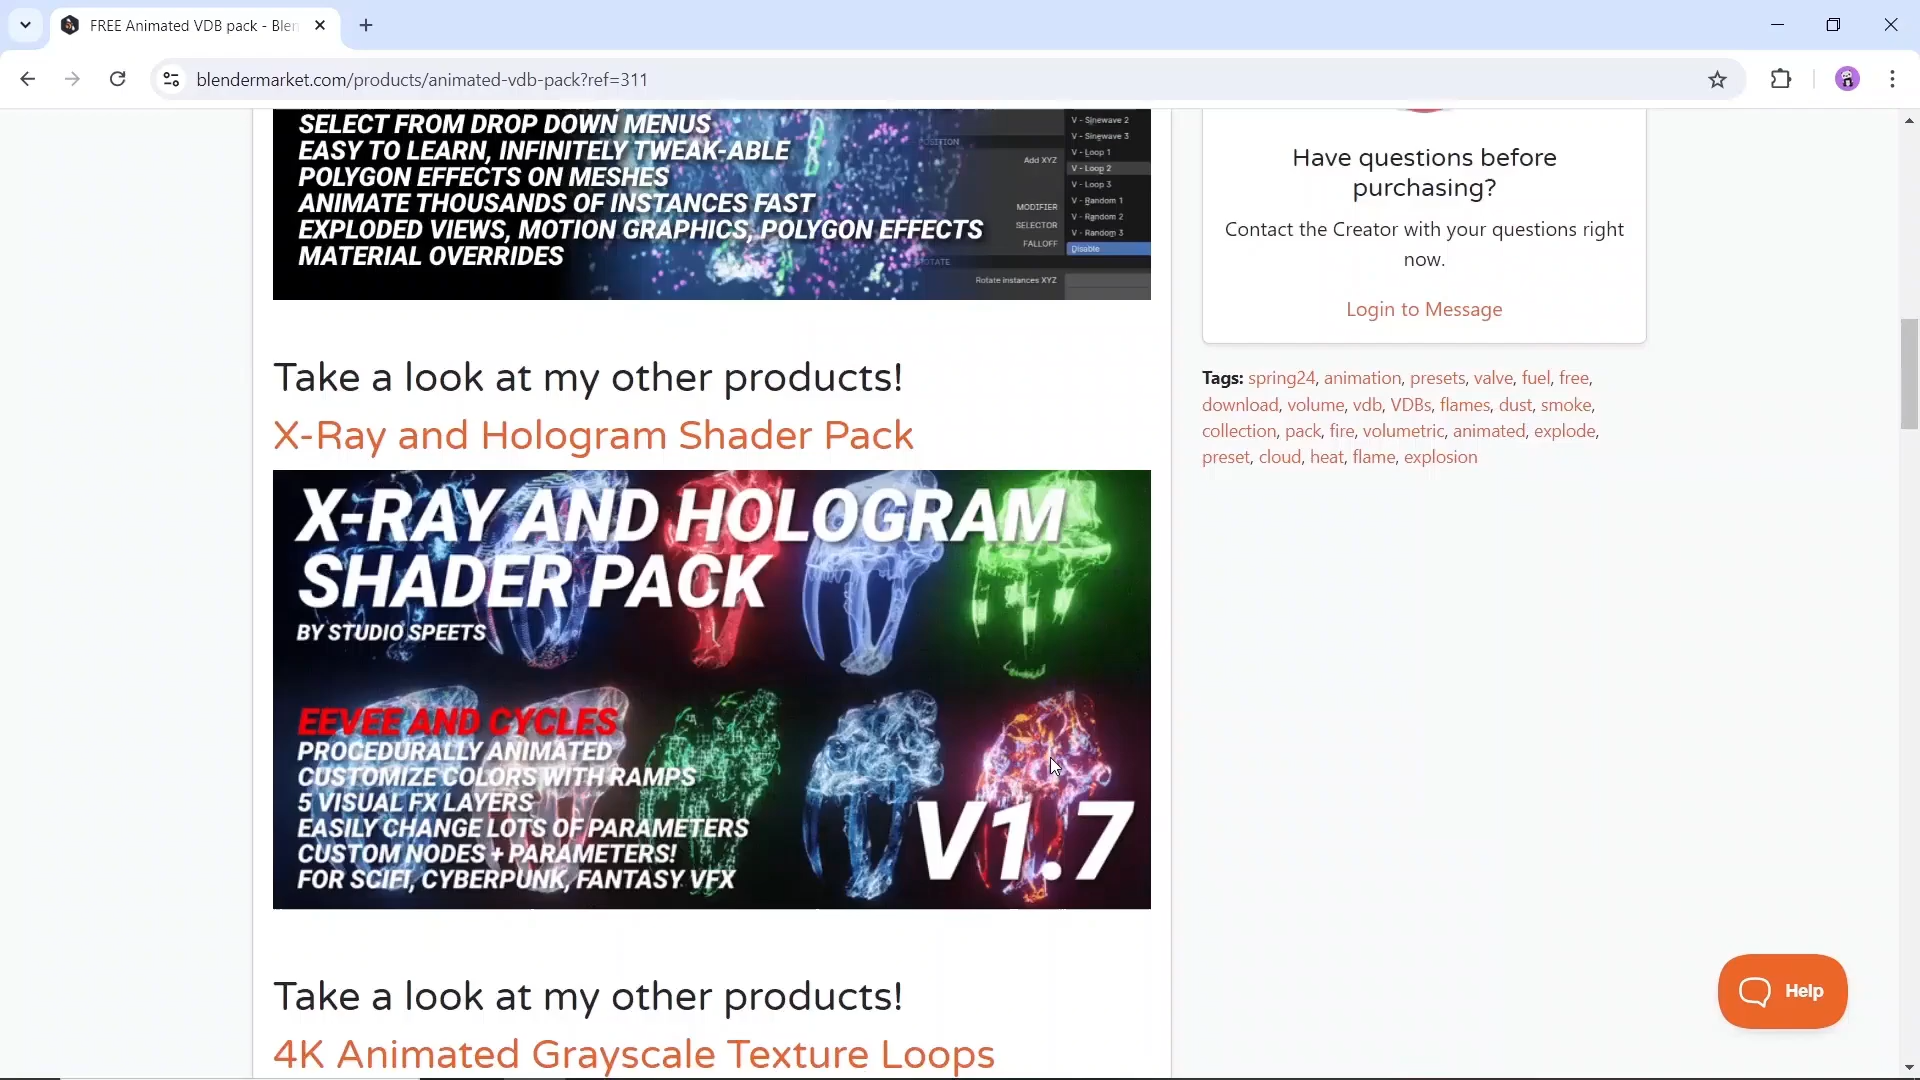 FREE Animated VDB pack - Blen
blendermarket.com/products/animated-vdb-pack?ref=311
SELECT FROM DROP DOWN MENUS
EASY TO LEARN, INFINITELY TWEAK-ABLE
POLYGON EFFECTS ON MESHES
ANIMATE THOUSANDS OF INSTANCES FAST
EXPLODED VIEWS, MOTION GRAPHICS, POLYGON EFFECTS
MATERIAL OVERRIDES
POSITION
Add XYZ
MODIFIER
SELECTOR
FALLOFF
ROTATE
Rotate instances XYZ
V - Sinewave 2
V - Sinewave 3
V - Loop 1
V - Loop 2
V - Loop 3
V - Random 1
V - Random 2
V - Random 3
Disable
Take a look at my other products!
X-Ray and Hologram Shader Pack
X-RAY AND HOLOGRAM
SHADER PACK
BY STUDIO SPEETS
EEVEE AND CYCLES
PROCEDURALLY ANIMATED
CUSTOMIZE COLORS WITH RAMPS
5 VISUAL FX LAYERS
EASILY CHANGE LOTS OF PARAMETERS
CUSTOM NODES + PARAMETERS!
FOR SCIFI, CYBERPUNK, FANTASY VFX
V1.7
Take a look at my other products!
4K Animated Grayscale Texture Loops
Have questions before
purchasing?
Contact the Creator with your questions right
now.
Login to Message
Tags: spring24, animation, presets, valve, fuel, free,
download, volume, vdb, VDBs, flames, dust, smoke,
collection, pack, fire, volumetric, animated, explode,
preset, cloud, heat, flame, explosion
Help